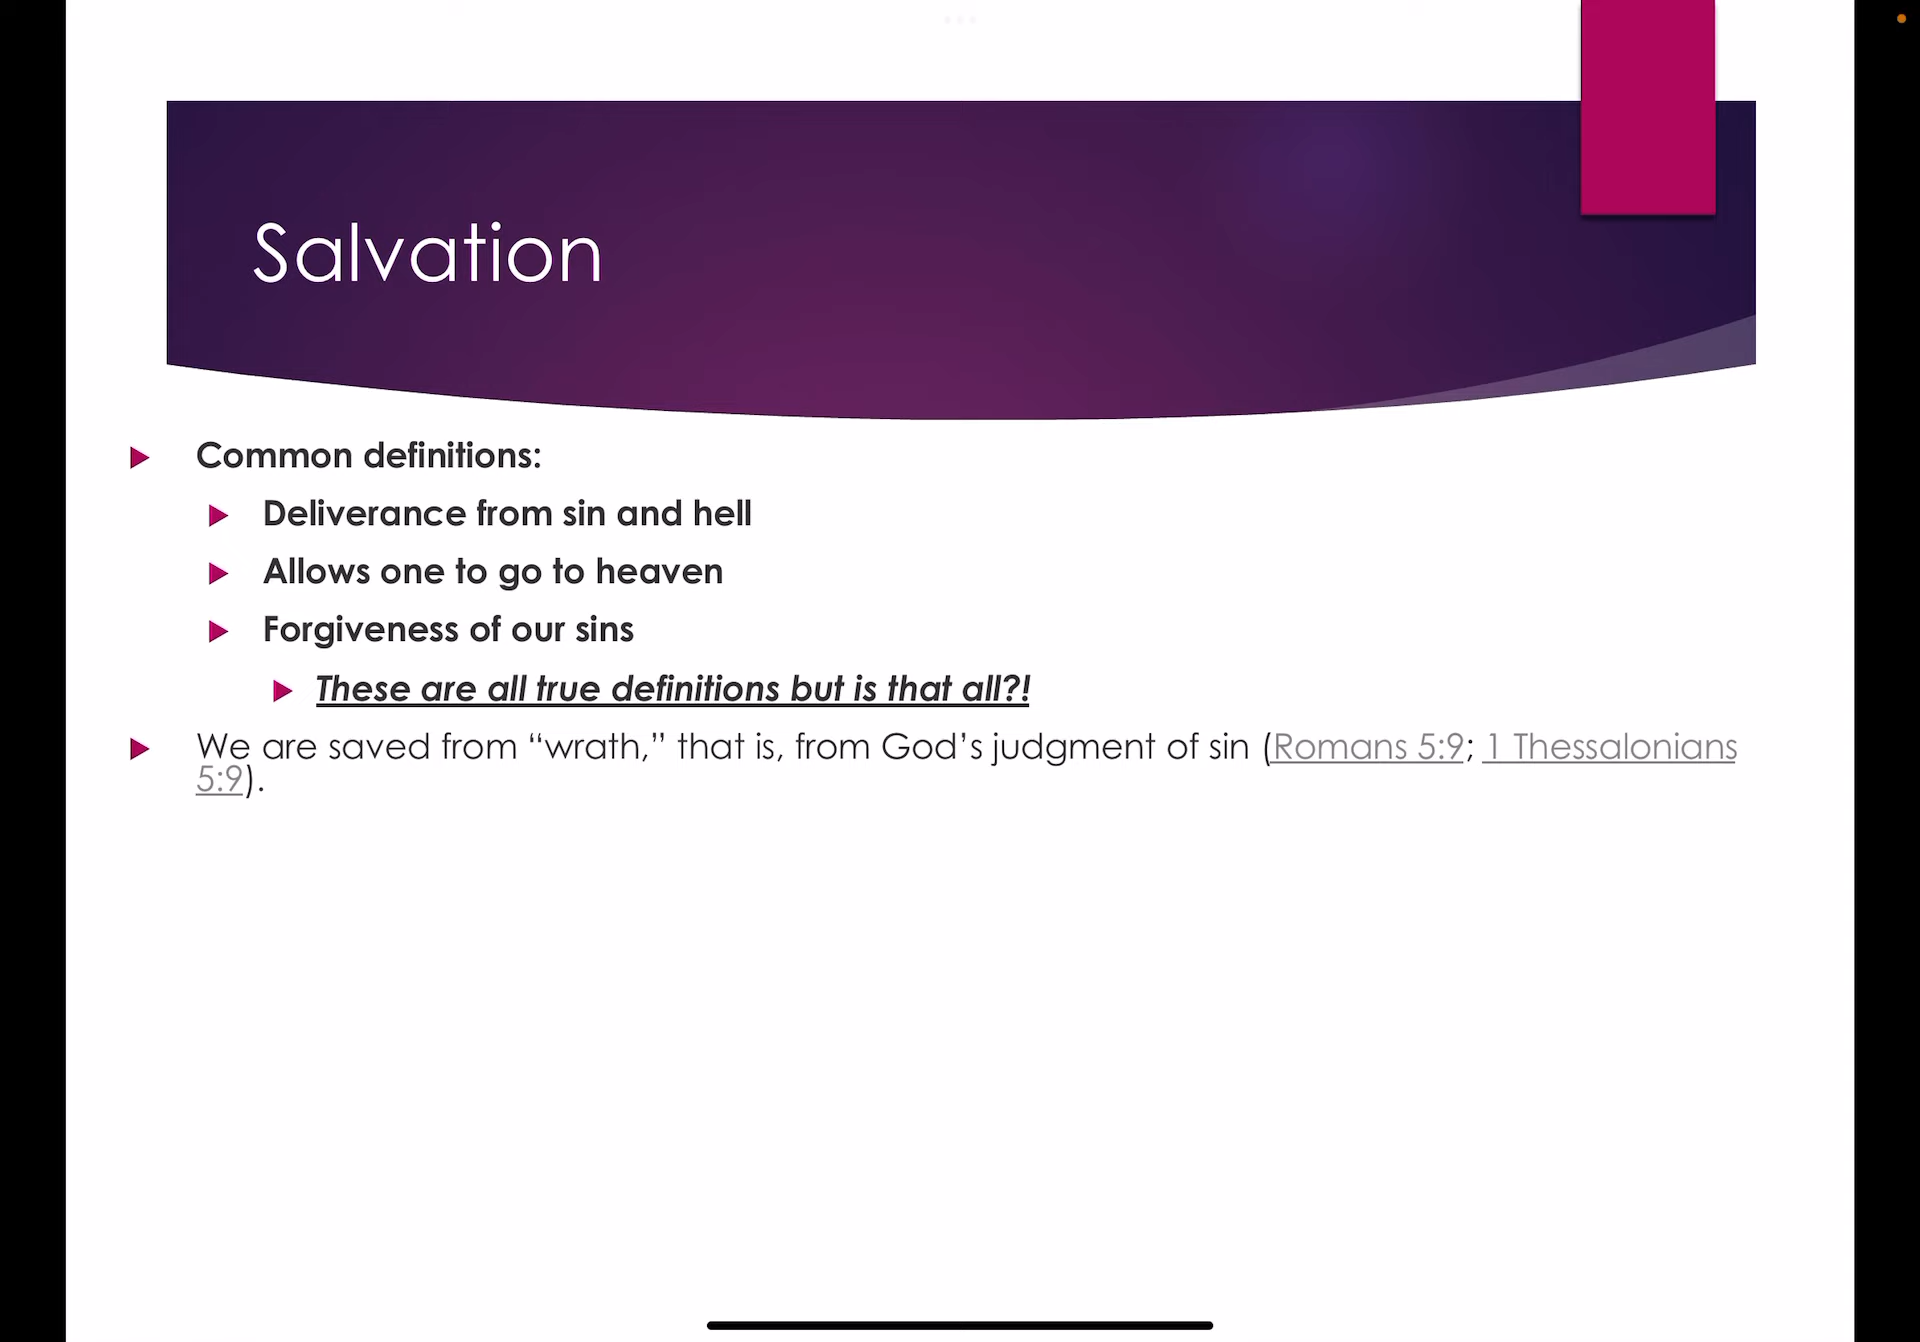 Salvation
Common definitions:
Deliverance from sin and hell
Allows one to go to heaven
Forgiveness of our sins
These are all true definitions but is that all?!
We are saved from “wrath,” that is, from God’s judgment of sin (Romans 5:9; 1 Thessalonians
5:9).